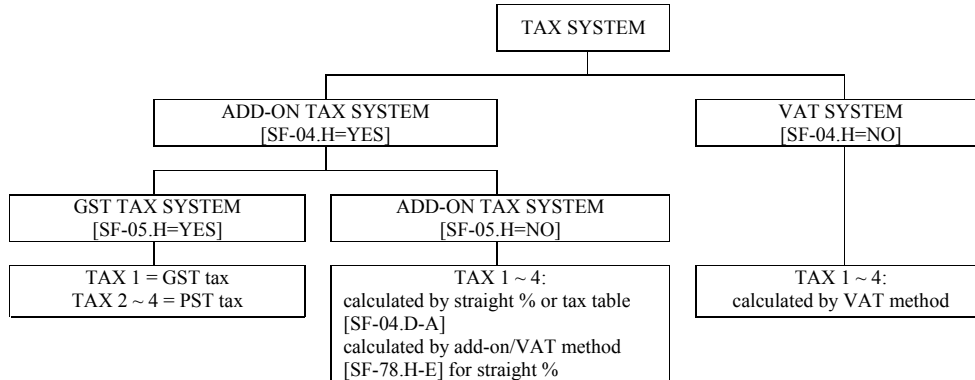 TAX SYSTEM
ADD-ON TAX SYSTEM
[SF-04.H=YES]
VAT SYSTEM
[SF-04.H=NO]
GST TAX SYSTEM
[SF-05.H=YES]
ADD-ON TAX SYSTEM
[SF-05.H=NO]
TAX 1 = GST tax
TAX 2 ~ 4 = PST tax
TAX 1 ~ 4:
calculated by straight % or tax table
[SF-04.D-A]
calculated by add-on/VAT method
[SF-78.H-E] for straight %
TAX 1 ~ 4:
calculated by VAT method